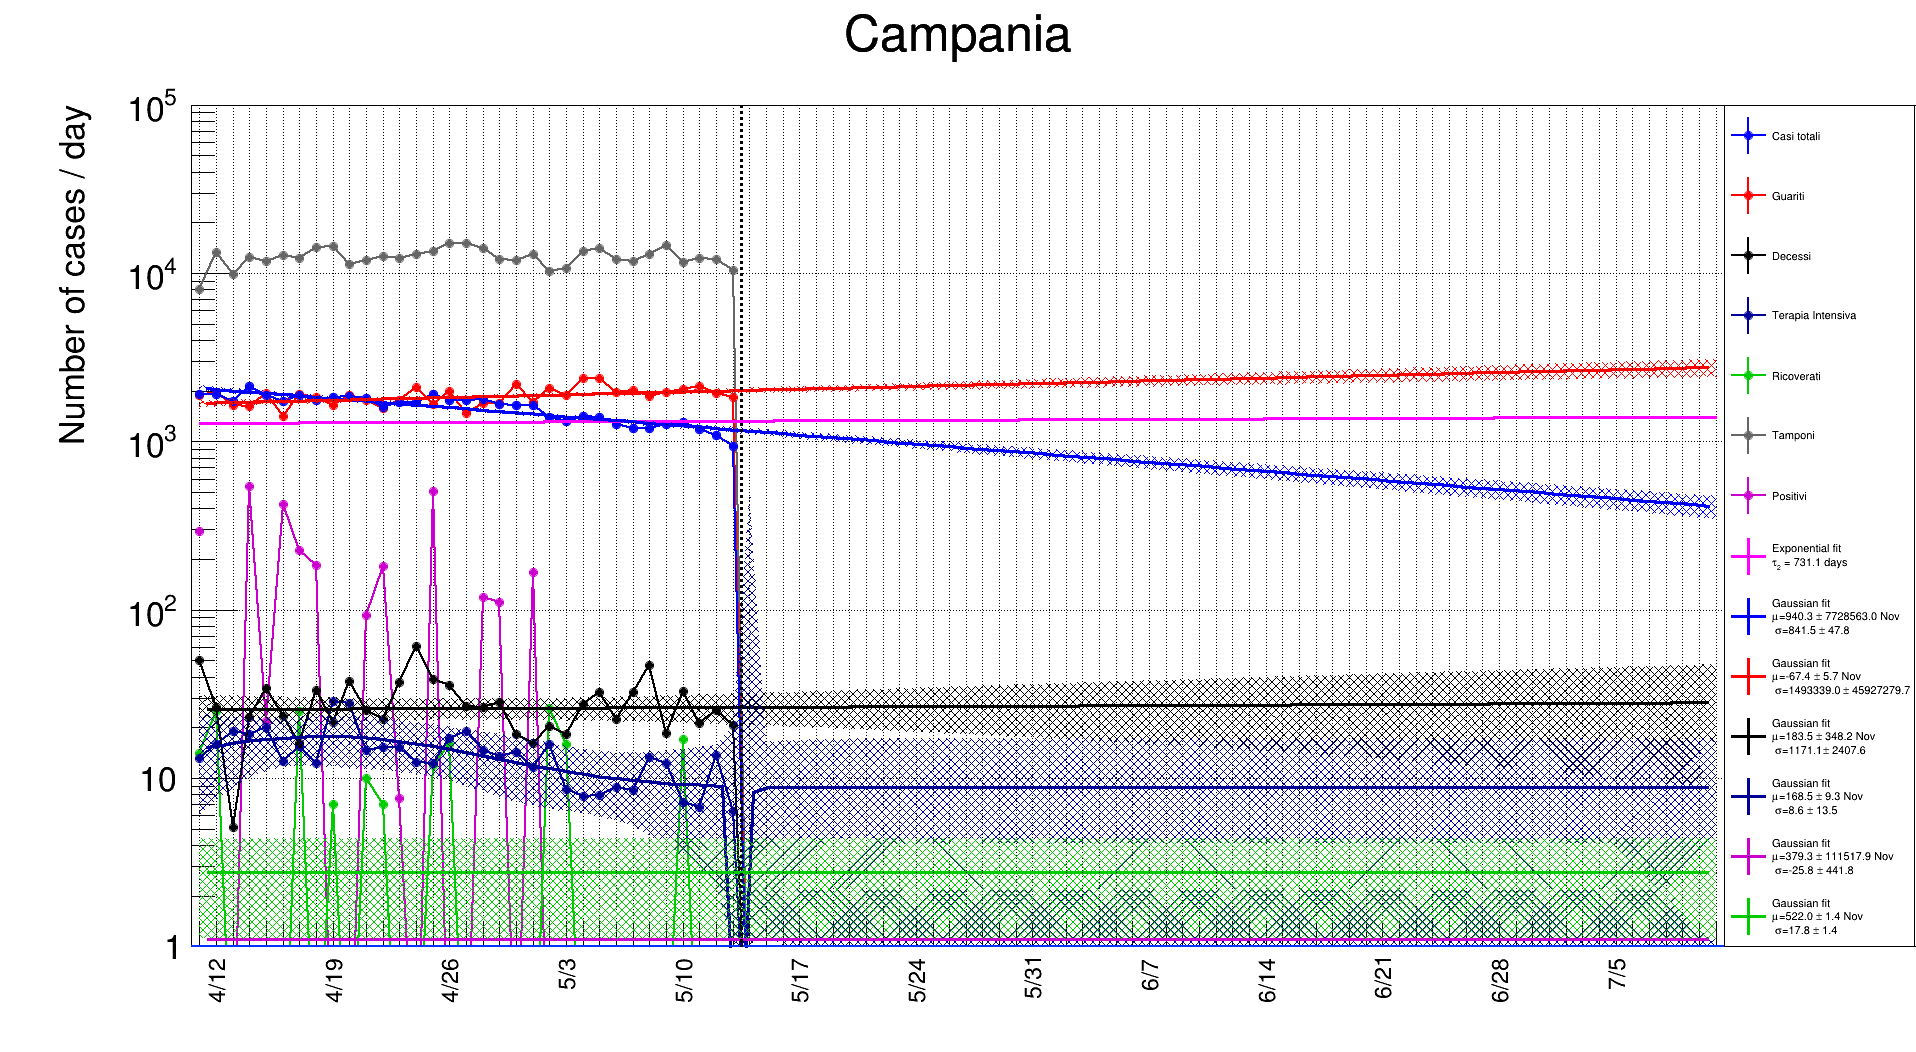 Campania
Number of cases / day
10^5
10^4
10^3
10^2
10
1
4/12
4/19
4/26
5/3
5/10
5/17
5/24
5/31
6/7
6/14
6/21
6/28
7/5
Casi totali
Guariti
Decessi
Terapia Intensiva
Ricoverati
Tamponi
Positivi
Exponential fit
τ₂ = 731.1 days
Gaussian fit
μ=940.3 ± 7728563.0 Nov
σ=841.5 ± 47.8
Gaussian fit
μ=-67.4 ± 5.7 Nov
σ=1493339.0 ± 45927279.7
Gaussian fit
μ=183.5 ± 348.2 Nov
σ=1171.1 ± 2407.6
Gaussian fit
μ=168.5 ± 9.3 Nov
σ=8.6 ± 13.5
Gaussian fit
μ=379.3 ± 111517.9 Nov
σ=-25.8 ± 441.8
Gaussian fit
μ=522.0 ± 1.4 Nov
σ=17.8 ± 1.4